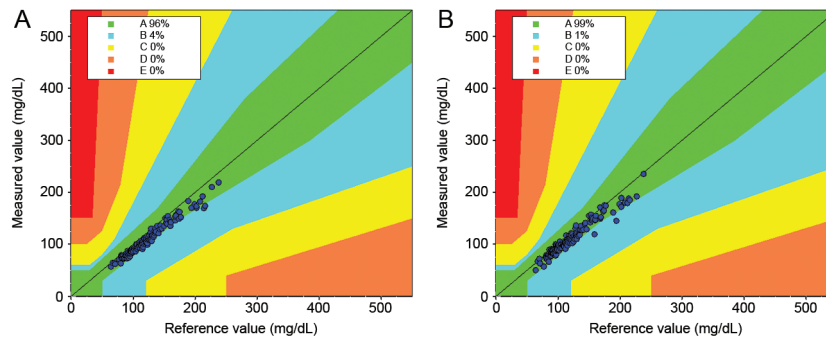 A
A 96%
B 4%
C 0%
D 0%
E 0%
Measured value (mg/dL)
500
400
300
200
100
0
0 100 200 300 400 500
Reference value (mg/dL)
B
A 99%
B 1%
C 0%
D 0%
E 0%
Measured value (mg/dL)
500
400
300
200
100
0
0 100 200 300 400 500
Reference value (mg/dL)